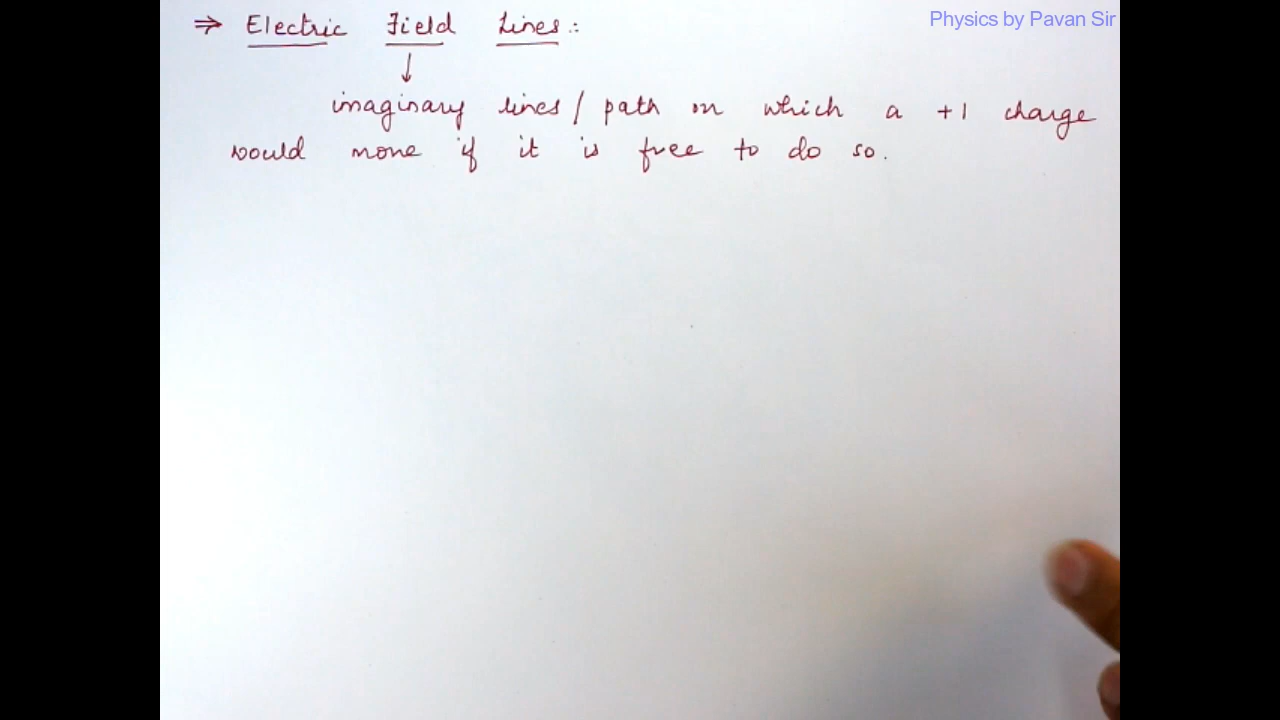 ⇒ Electric Field Lines :
Physics by Pavan Sir
imaginary lines / path on which a +1 charge
would move if it is free to do so.